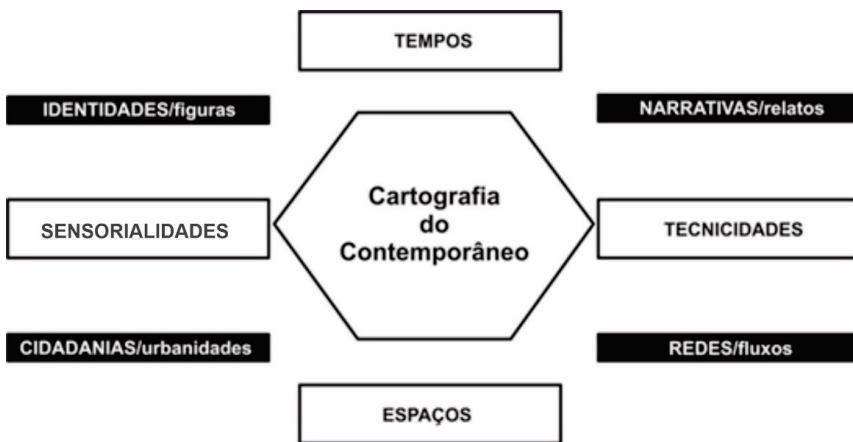 TEMPOS
IDENTIDADES/figuras
NARRATIVAS/relatos
Cartografia
do
Contemporâneo
SENSORIALIDADES
TECNICIDADES
CIDADANIAS/urbanidades
REDES/fluxos
ESPAÇOS